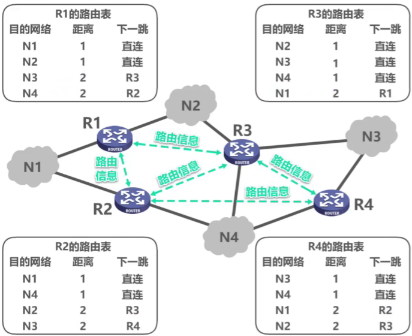 R1的路由表
目的网络 距离 下一跳
N1 1 直连
N2 1 直连
N3 2 R3
N4 2 R2
R3的路由表
目的网络 距离 下一跳
N2 1 直连
N3 1 直连
N4 1 直连
N1 2 R1
N2
R1
ROUTER
路由信息
R3
ROUTER
N3
N1
路由
信息
路由信息
路由信息
R2
ROUTER
路由信息
R4
ROUTER
N4
R2的路由表
目的网络 距离 下一跳
N1 1 直连
N4 1 直连
N2 2 R3
N3 2 R4
R4的路由表
目的网络 距离 下一跳
N3 1 直连
N4 1 直连
N1 2 R2
N2 2 R3